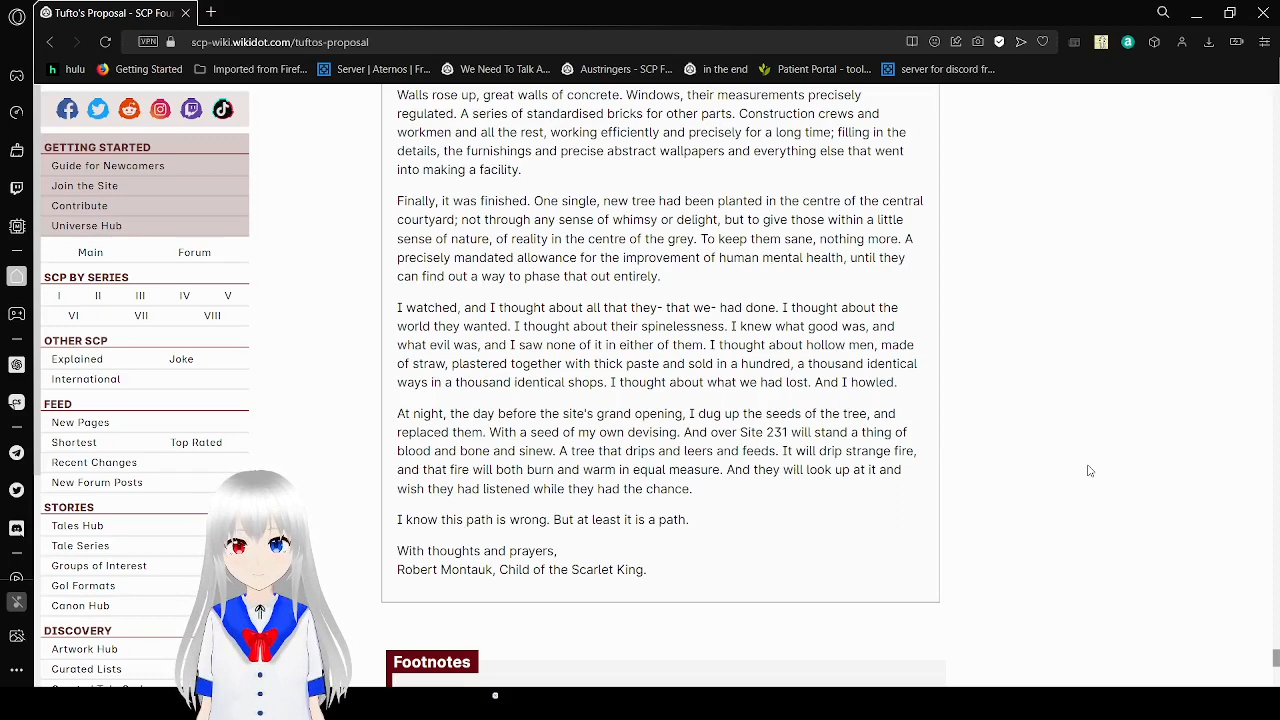 Tufto's Proposal - SCP Four
VPN
scp-wiki.wikidot.com/tuftos-proposal
hulu
Getting Started
Imported from Firef...
Server | Aternos | Fr...
We Need To Talk A...
Austringers - SCP F...
in the end
Patient Portal - tool...
server for discord fr...
GETTING STARTED
Guide for Newcomers
Join the Site
Contribute
Universe Hub
Main Forum
SCP BY SERIES
I II III IV V
VI VII VIII
OTHER SCP
Explained Joke
International
FEED
New Pages
Shortest Top Rated
Recent Changes
New Forum Posts
STORIES
Tales Hub
Tale Series
Groups of Interest
GoI Formats
Canon Hub
DISCOVERY
Artwork Hub
Curated Lists
Walls rose up, great walls of concrete. Windows, their measurements precisely
regulated. A series of standardised bricks for other parts. Construction crews and
workmen and all the rest, working efficiently and precisely for a long time; filling in the
details, the furnishings and precise abstract wallpapers and everything else that went
into making a facility.
Finally, it was finished. One single, new tree had been planted in the centre of the central
courtyard; not through any sense of whimsy or delight, but to give those within a little
sense of nature, of reality in the centre of the grey. To keep them sane, nothing more. A
precisely mandated allowance for the improvement of human mental health, until they
can find out a way to phase that out entirely.
I watched, and I thought about all that they- that we- had done. I thought about the
world they wanted. I thought about their spinelessness. I knew what good was, and
what evil was, and I saw none of it in either of them. I thought about hollow men, made
of straw, plastered together with thick paste and sold in a hundred, a thousand identical
ways in a thousand identical shops. I thought about what we had lost. And I howled.
At night, the day before the site's grand opening, I dug up the seeds of the tree, and
replaced them. With a seed of my own devising. And over Site 231 will stand a thing of
blood and bone and sinew. A tree that drips and leers and feeds. It will drip strange fire,
and that fire will both burn and warm in equal measure. And they will look up at it and
wish they had listened while they had the chance.
I know this path is wrong. But at least it is a path.
With thoughts and prayers,
Robert Montauk, Child of the Scarlet King.
Footnotes